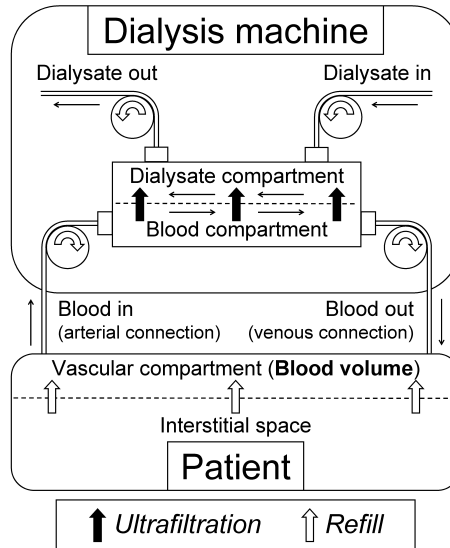 Dialysis machine
Dialysate out
Dialysate in
Dialysate compartment
Blood compartment
Blood in
(arterial connection)
Blood out
(venous connection)
Vascular compartment (Blood volume)
Interstitial space
Patient
Ultrafiltration
Refill